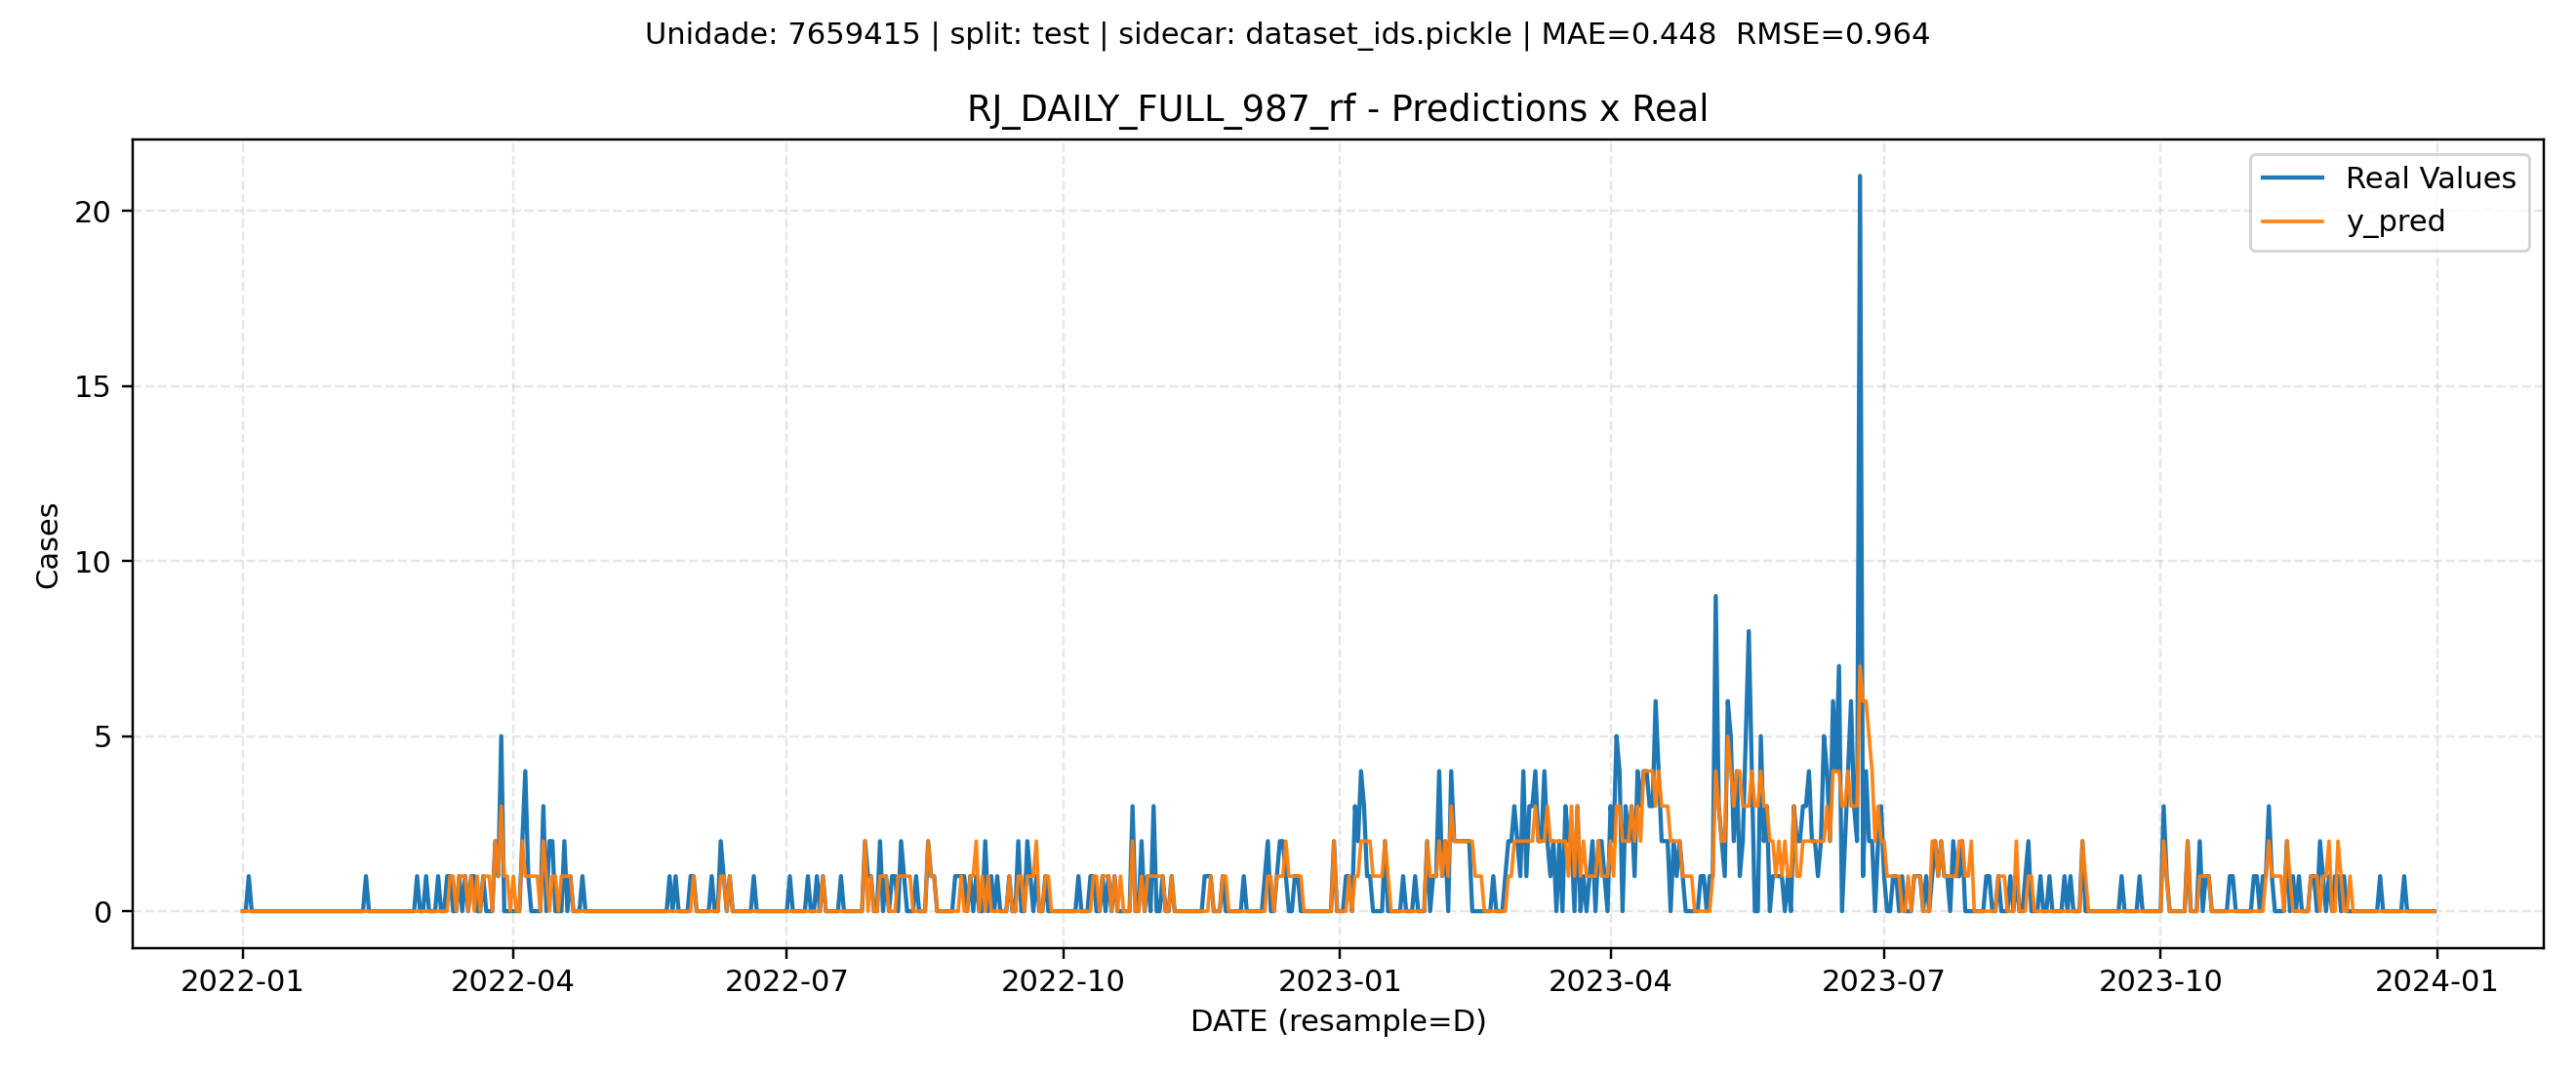 Unidade: 7659415 | split: test | sidecar: dataset_ids.pickle | MAE=0.448  RMSE=0.964
RJ_DAILY_FULL_987_rf - Predictions x Real
Real Values
y_pred
20
15
10
5
0
Cases
2022-01
2022-04
2022-07
2022-10
2023-01
2023-04
2023-07
2023-10
2024-01
DATE (resample=D)